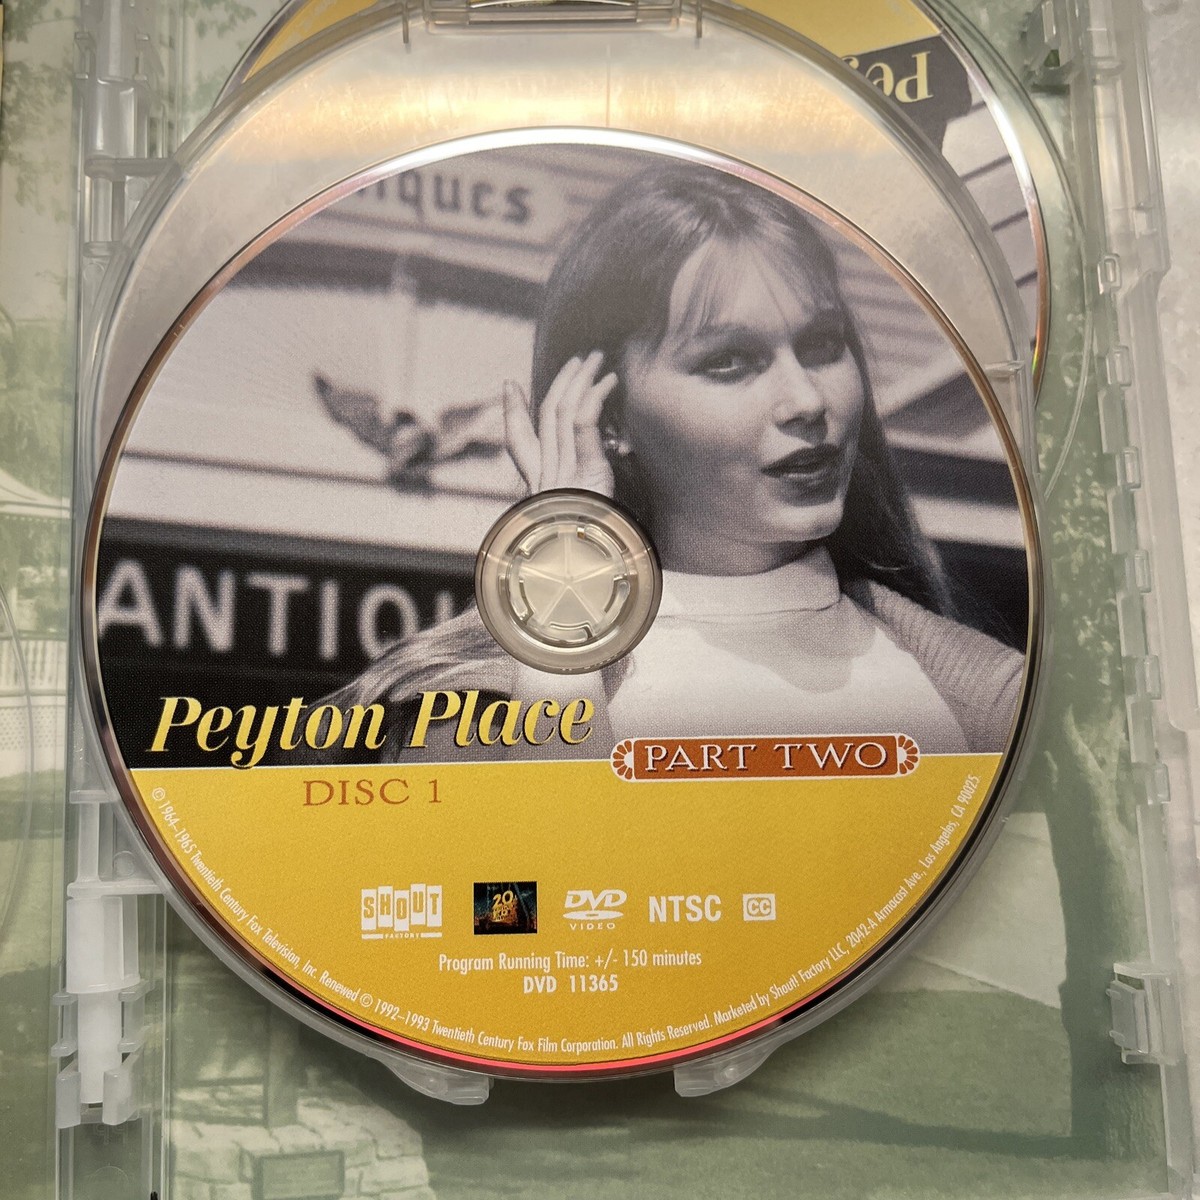 Pe
iques
ANTIQU
Peyton Place
PART TWO
DISC 1
SHOUT
FACTORY
20
DVD
VIDEO
NTSC
CC
Program Running Time: +/- 150 minutes
DVD 11365
©1964–1965 Twentieth Century Fox Television, Inc. Renewed © 1992–1993 Twentieth Century Fox Film Corporation. All Rights Reserved. Marketed by Shout! Factory LLC, 2042-A Armacost Ave., Los Angeles, CA 90025